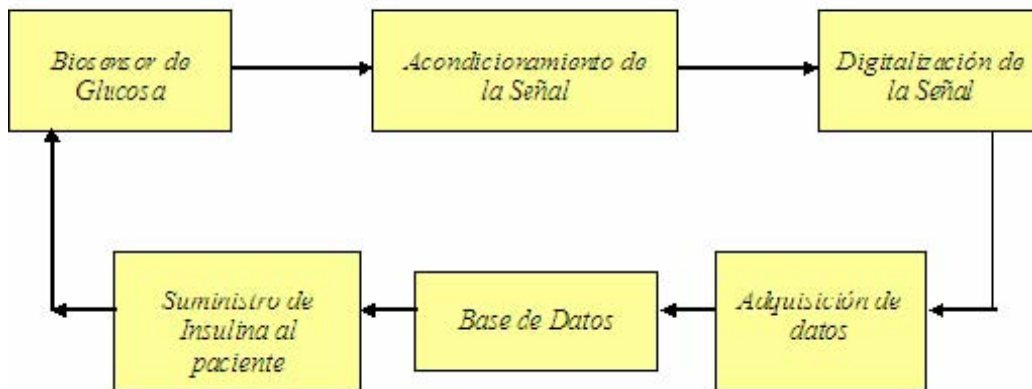 Biosensor de
Glucosa
Acondicionamiento de
la Señal
Digitalización de
la Señal
Suministro de
Insulina al
paciente
Base de Datos
Adquisición de
datos